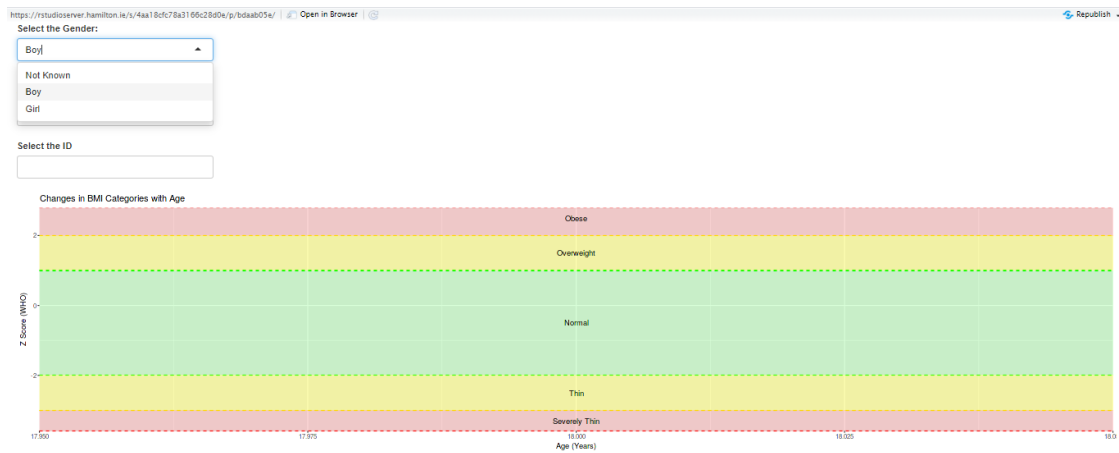 https://rstudioserver.hamilton.ie/s/4aa18cfc78a3166c28d0e/p/bdaab05e/ Open in Browser Republish
Select the Gender:
Boy
Not Known
Boy
Girl
Select the ID
Changes in BMI Categories with Age
Obese
2
Overweight
Z Score (WHO)
0
Normal
-2
Thin
Severely Thin
17.950 17.975 18.000 18.025
Age (Years)